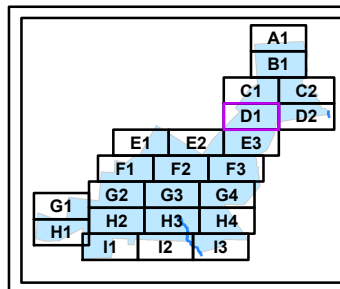 A1
B1
C1 C2
D1 D2
E1 E2 E3
F1 F2 F3
G1 G2 G3 G4
H1 H2 H3 H4
I1 I2 I3